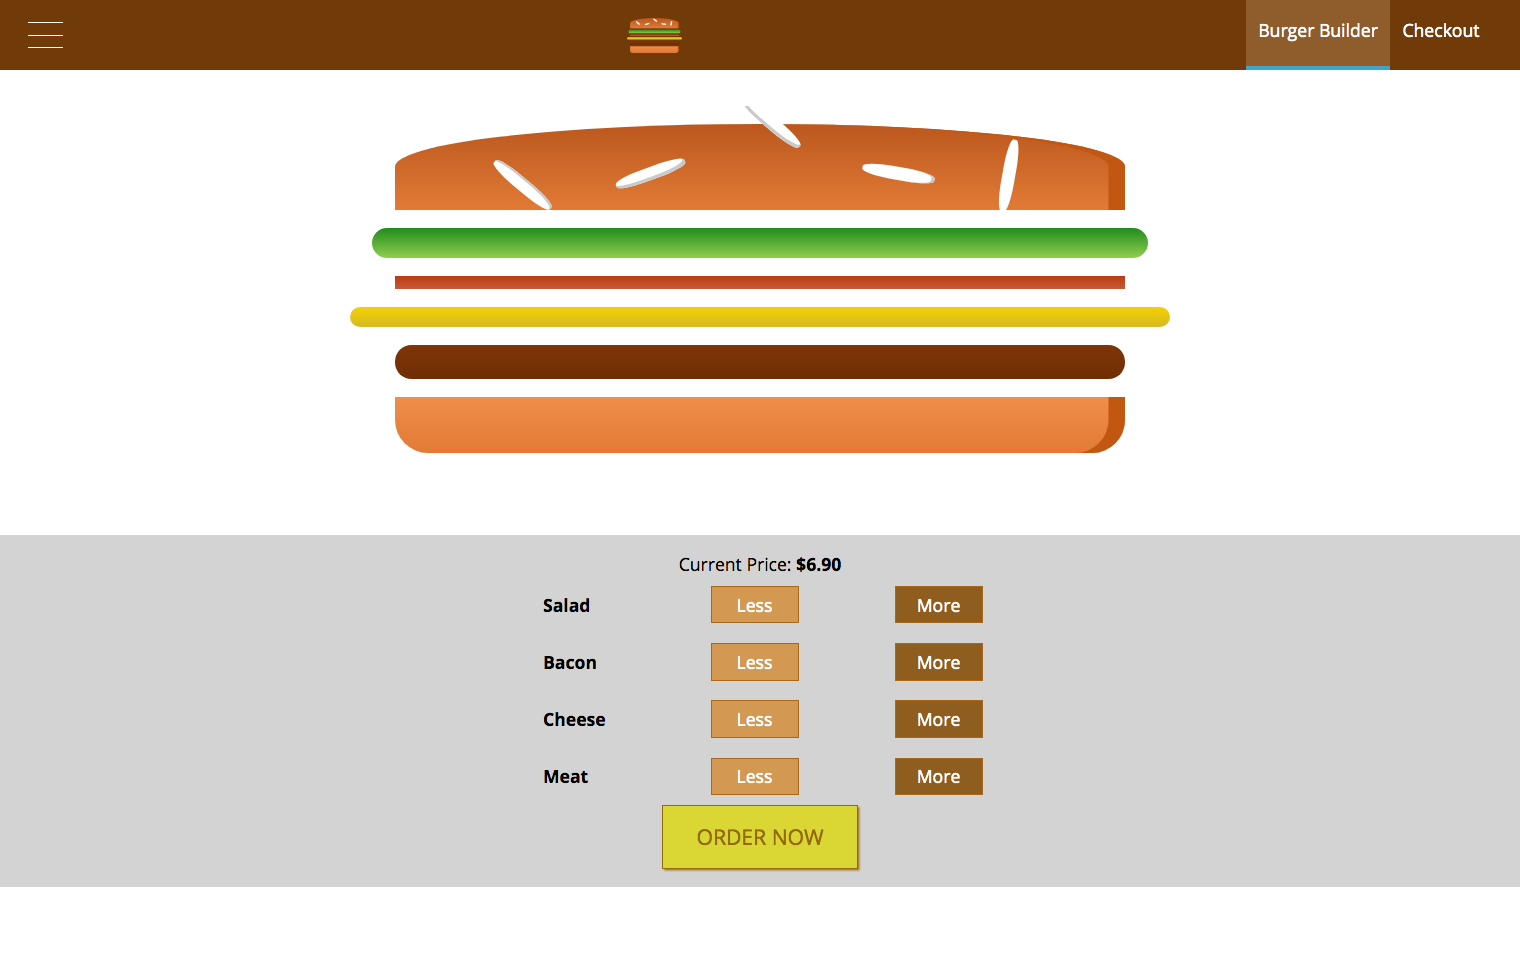 Burger Builder Checkout
Current Price: $6.90
Salad Less More
Bacon Less More
Cheese Less More
Meat Less More
ORDER NOW